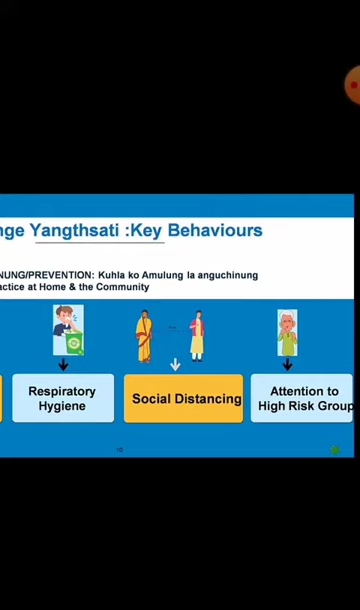 nge Yangthsati :Key Behaviours
NUNG/PREVENTION: Kuhla ko Amulung la anguchinung
actice at Home & the Community
Respiratory
Hygiene
Social Distancing
Attention to
High Risk Group
10